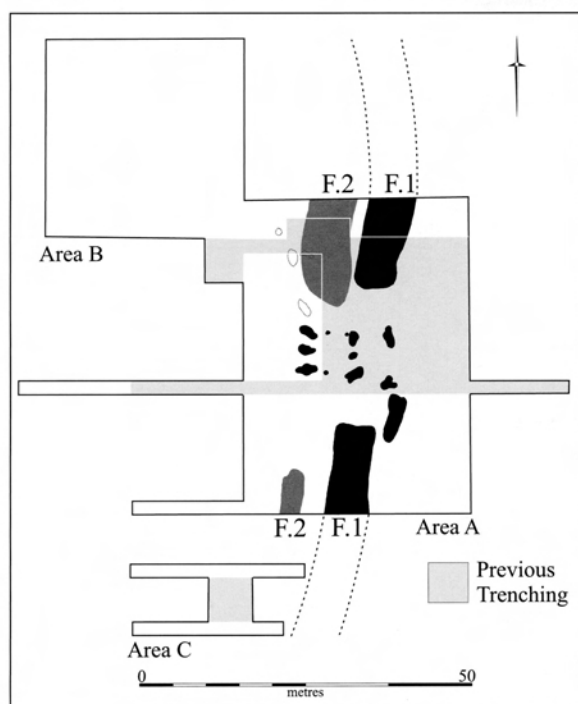 F.2 F.1
Area B
F.2 F.1 Area A
Previous
Trenching
Area C
0 50
metres